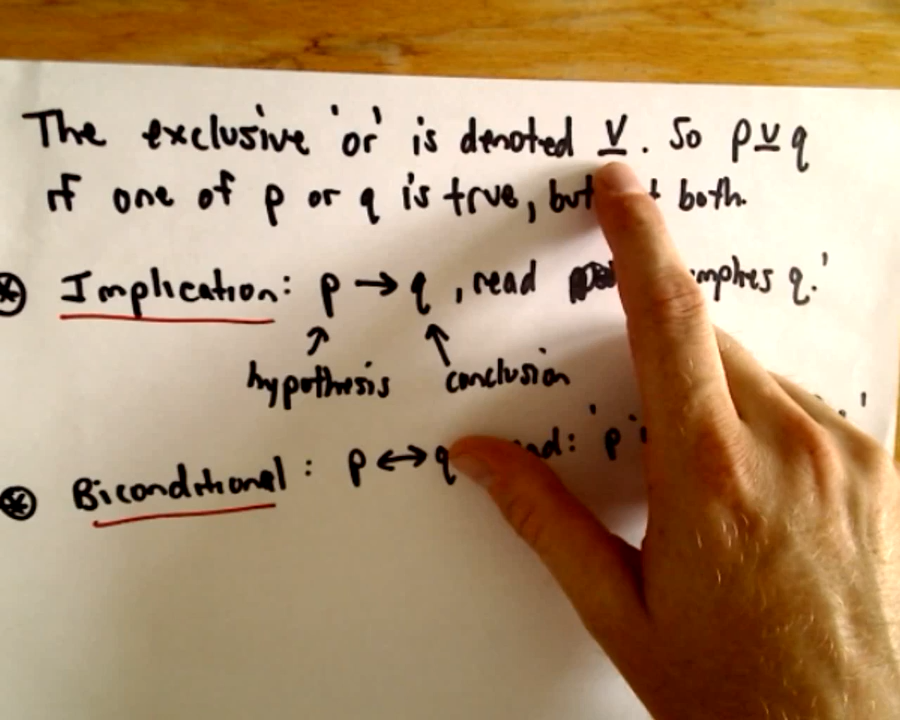 The exclusive 'or' is denoted V. So p V q
if one of p or q is true, but both.
Implication: p → q, read implies q.'
hypothesis conclusion
Biconditional: p ↔ q 'p